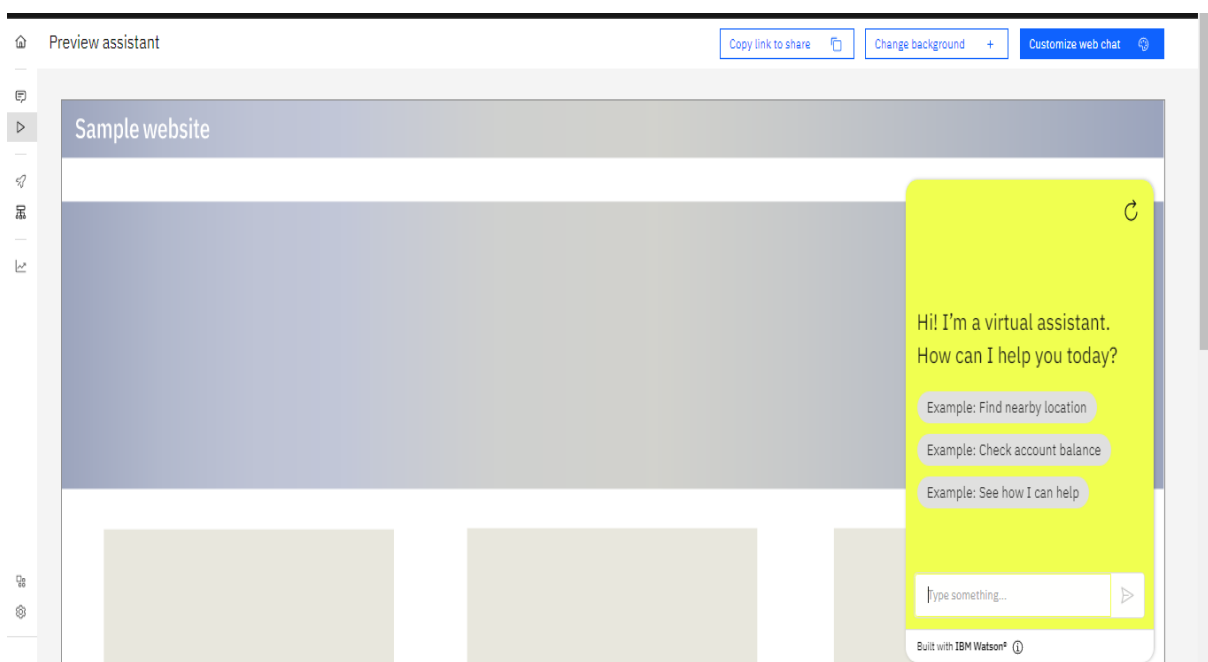 Preview assistant
Copy link to share
Change background +
Customize web chat
Sample website
Hi! I'm a virtual assistant.
How can I help you today?
Example: Find nearby location
Example: Check account balance
Example: See how I can help
Type something...
Built with IBM Watson®